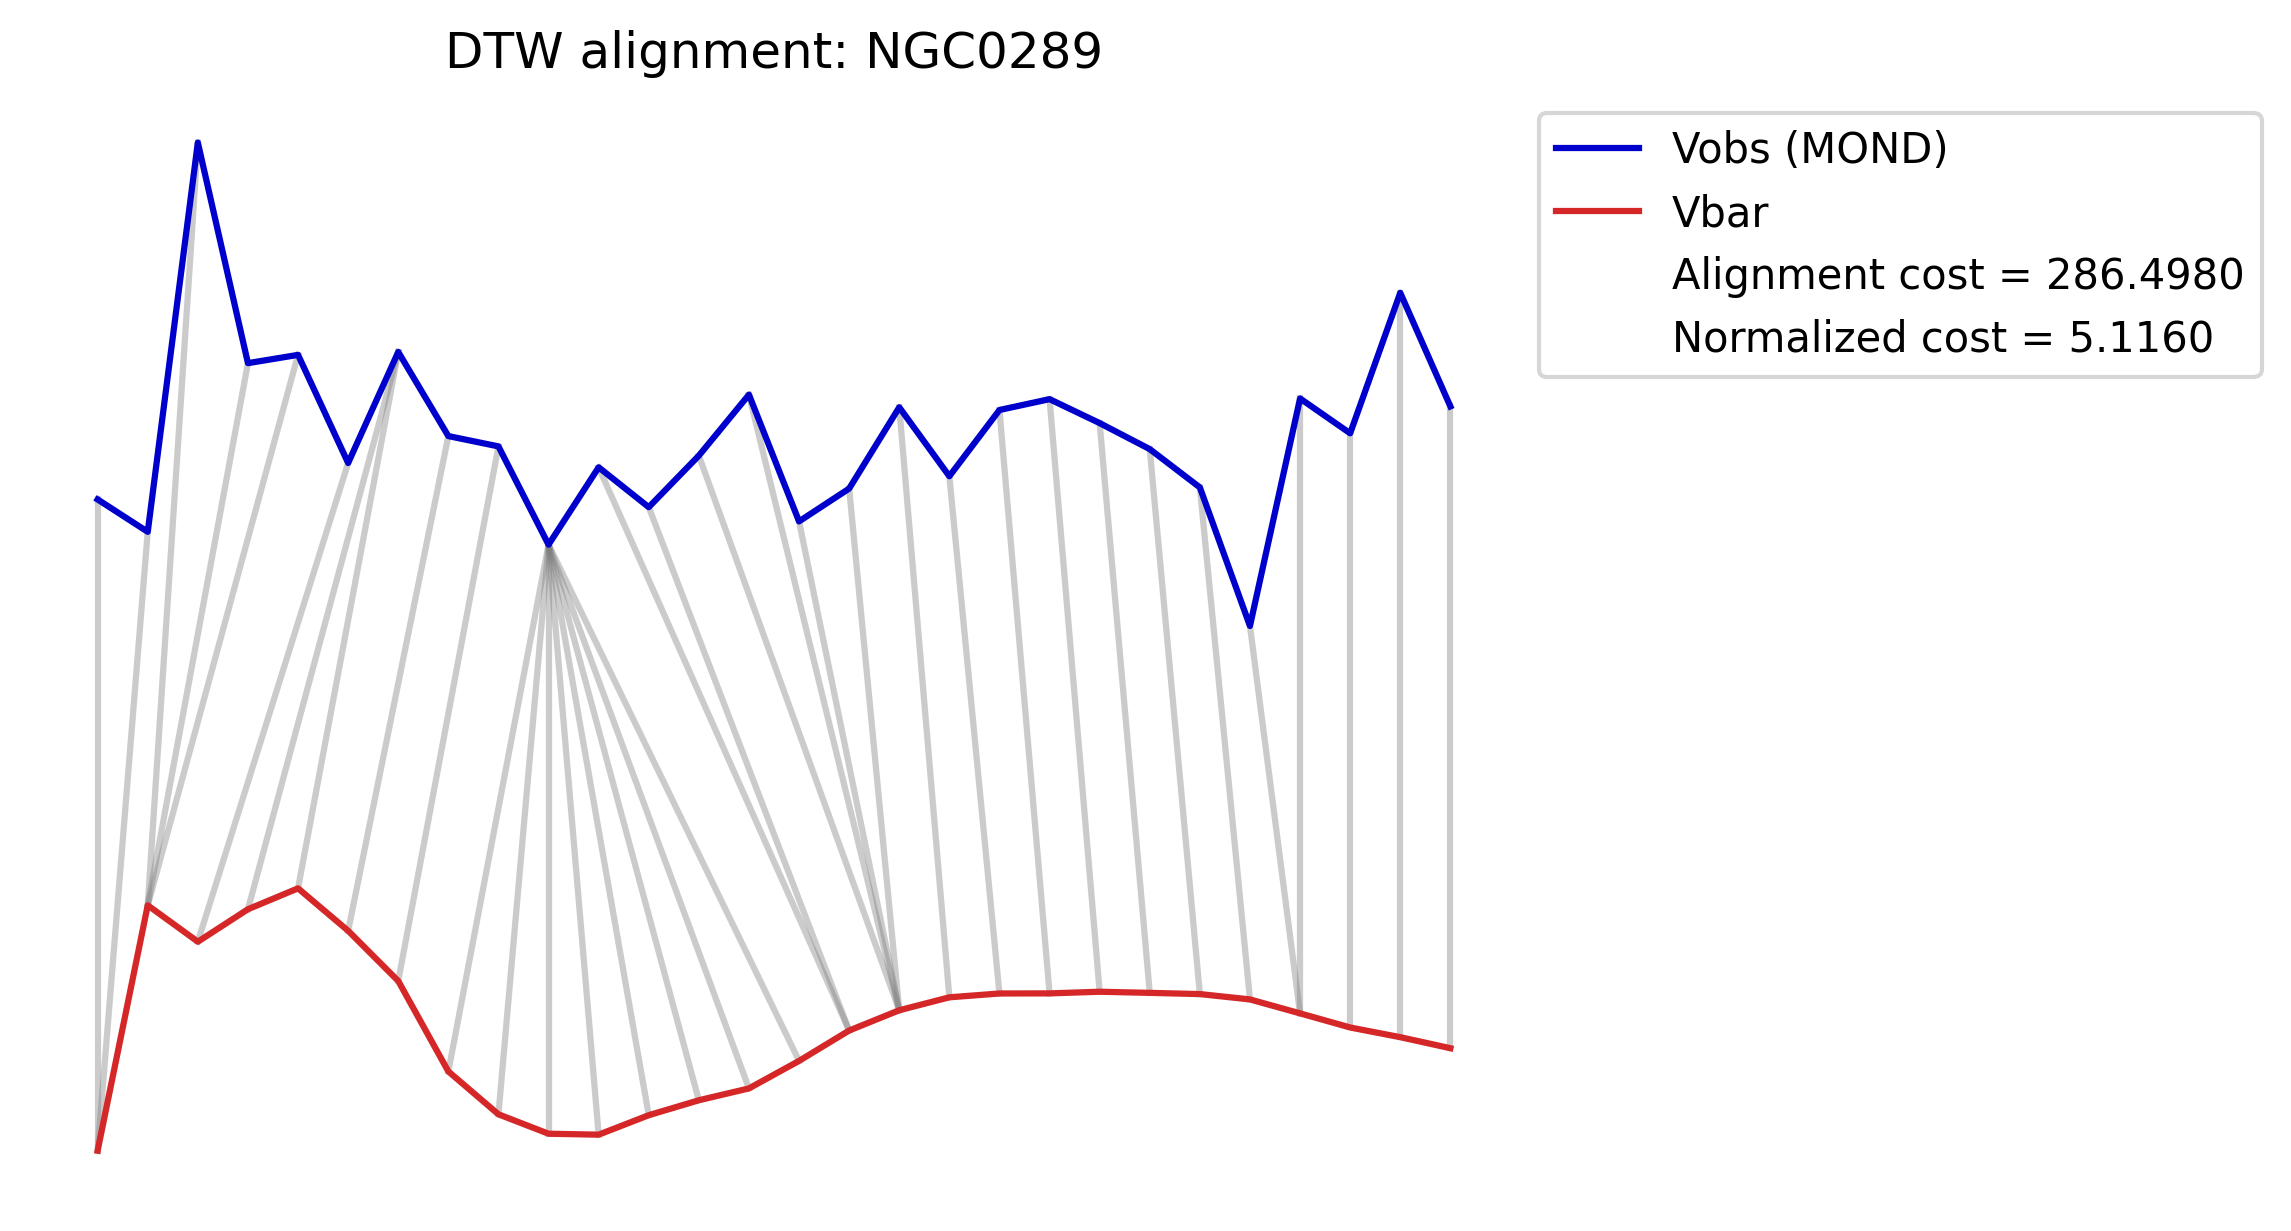 DTW alignment: NGC0289
Vobs (MOND)
Vbar
Alignment cost = 286.4980
Normalized cost = 5.1160